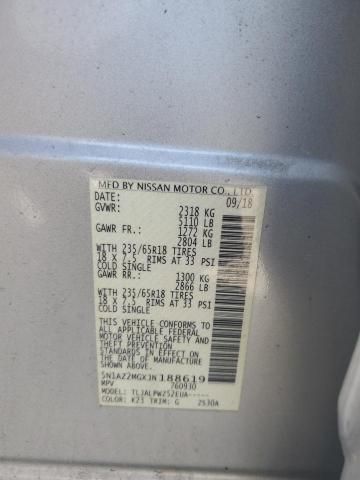 MFD BY NISSAN MOTOR CO., LTD.
DATE: 09/18
GVWR: 2318 KG
5110 LB
GAWR FR.: 1272 KG
2804 LB
WITH 235/65R18 TIRES
18 X 7.5 RIMS AT 33 PSI
COLD SINGLE
GAWR RR.: 1300 KG
2866 LB
WITH 235/65R18 TIRES
18 X 7.5 RIMS AT 33 PSI
COLD SINGLE
THIS VEHICLE CONFORMS TO
ALL APPLICABLE FEDERAL
MOTOR VEHICLE SAFETY AND
THEFT PREVENTION
STANDARDS IN EFFECT ON
THE DATE OF MANUFACTURE
SHOWN ABOVE.
5N1AZ2MGXJN188619
MPV 760930
MODEL: TLJALPWZ52EUA-----
COLOR: K23 TRIM: G 2530A